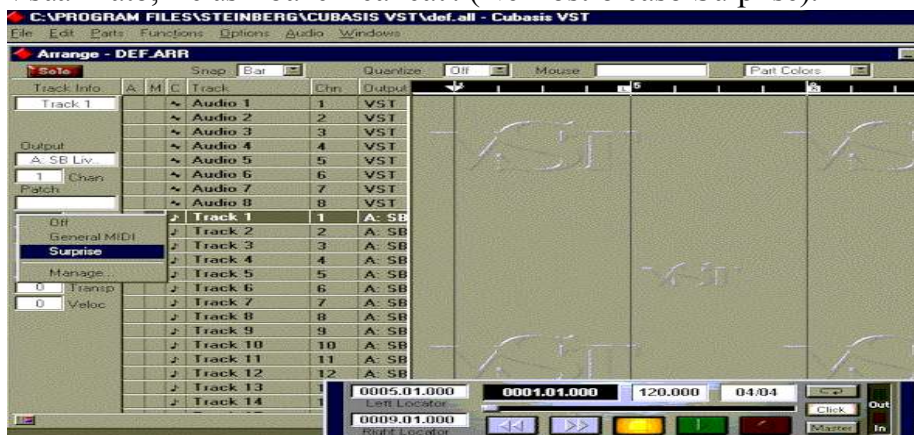 C:\PROGRAM FILES\STEINBERG\CUBASIS VST\def.all - Cubasis VST
File Edit Parts Functions Options Audio Windows
Arrange - DEF.ARR
Solo Snap Bar Quantize Off Mouse Part Colors
Track Info A M C Track Chn Output 5
Track 1 Audio 1 1 VST
Audio 2 2 VST
Audio 3 3 VST
Output Audio 4 4 VST
A: SB Liv... Audio 5 5 VST
1 Chan Audio 6 6 VST
Patch Audio 7 7 VST
Audio 8 8 VST
Off Track 1 1 A: SB
General MIDI Track 2 2 A: SB
Surprise Track 3 3 A: SB
Track 4 4 A: SB
Manage... Track 5 5 A: SB
0 Transp Track 6 6 A: SB
0 Veloc Track 7 7 A: SB
Track 8 8 A: SB
Track 9 9 A: SB
Track 10 10 A: SB
Track 11 11 A: SB
Track 12 12 A: SB
Track 13 1 0005.01.000 0001.01.000 120.000 04/04
Track 14 1 Left Locator Click Out
0009.01.000 Master In
Right Locator
VST
VST
VST
VST
VST